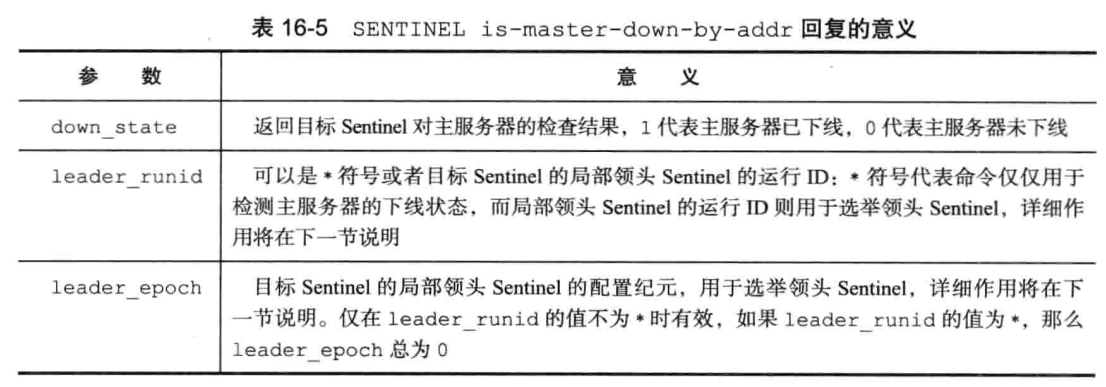 表 16-5 SENTINEL is-master-down-by-addr 回复的意义
参 数 意 义
down_state 返回目标 Sentinel 对主服务器的检查结果，1 代表主服务器已下线，0 代表主服务器未下线
leader_runid 可以是 * 符号或者目标 Sentinel 的局部领头 Sentinel 的运行 ID：* 符号代表命令仅仅用于
检测主服务器的下线状态，而局部领头 Sentinel 的运行 ID 则用于选举领头 Sentinel，详细作
用将在下一节说明
leader_epoch 目标 Sentinel 的局部领头 Sentinel 的配置纪元，用于选举领头 Sentinel，详细作用将在下
一节说明。仅在 leader_runid 的值不为 * 时有效，如果 leader_runid 的值为 *，那么
leader_epoch 总为 0